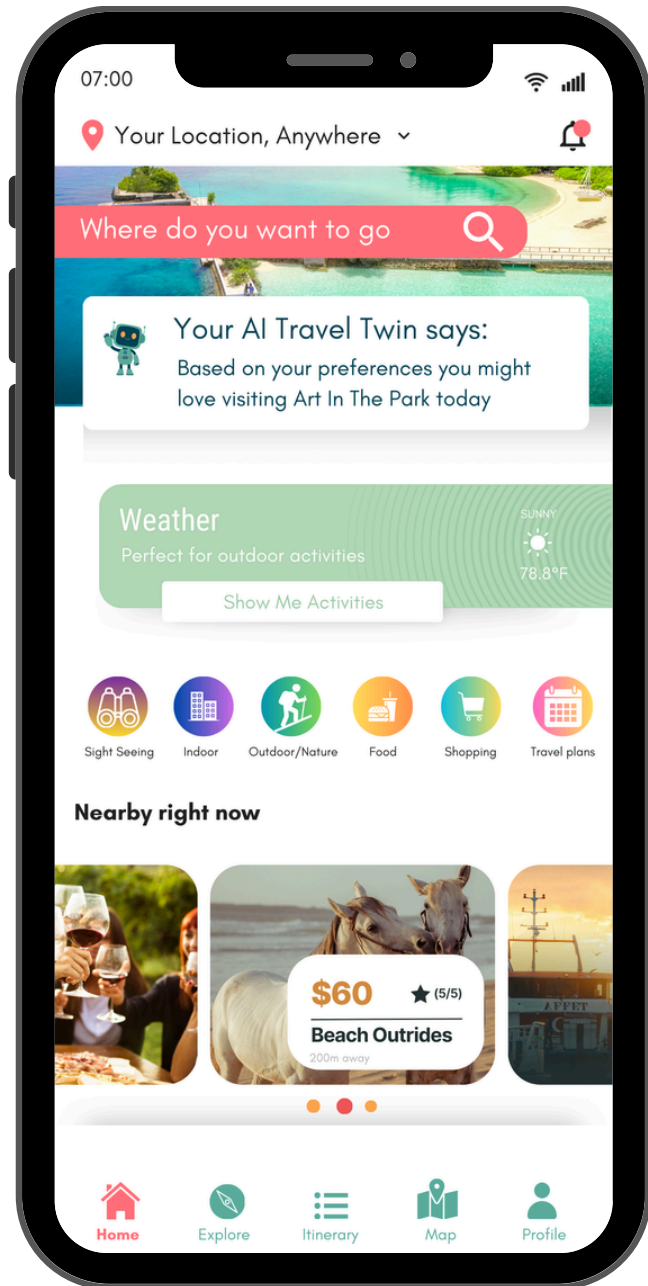 07:00
Your Location, Anywhere
Where do you want to go
Your AI Travel Twin says:
Based on your preferences you might
love visiting Art In The Park today
Weather
SUNNY
Perfect for outdoor activities
78.8°F
Show Me Activities
Sight Seeing Indoor Outdoor/Nature Food Shopping Travel plans
Nearby right now
$60 (5/5)
Beach Outrides
200m away
AFFET
Home Explore Itinerary Map Profile